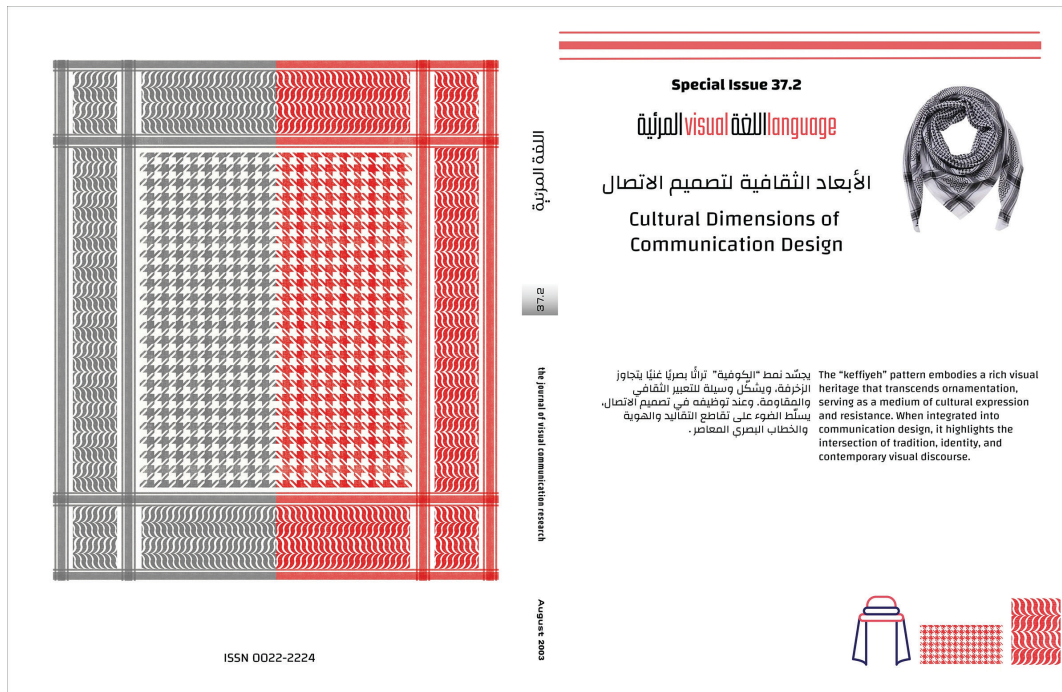 Special Issue 37.2
المرئية visual اللغة language
الأبعاد الثقافية لتصميم الاتصال
Cultural Dimensions of
Communication Design
يجسّد نمط "الكوفية" تراثًا بصريًا غنيًا يتجاوز
الزخرفة، ويشكّل وسيلة للتعبير الثقافي
والمقاومة. وعند توظيفه في تصميم الاتصال،
يسلّط الضوء على تقاطع التقاليد والهوية
والخطاب البصري المعاصر .
The “keffiyeh” pattern embodies a rich visual
heritage that transcends ornamentation,
serving as a medium of cultural expression
and resistance. When integrated into
communication design, it highlights the
intersection of tradition, identity, and
contemporary visual discourse.
اللغة المرئية
37.2
the journal of visual communication research
August 2003
ISSN 0022-2224